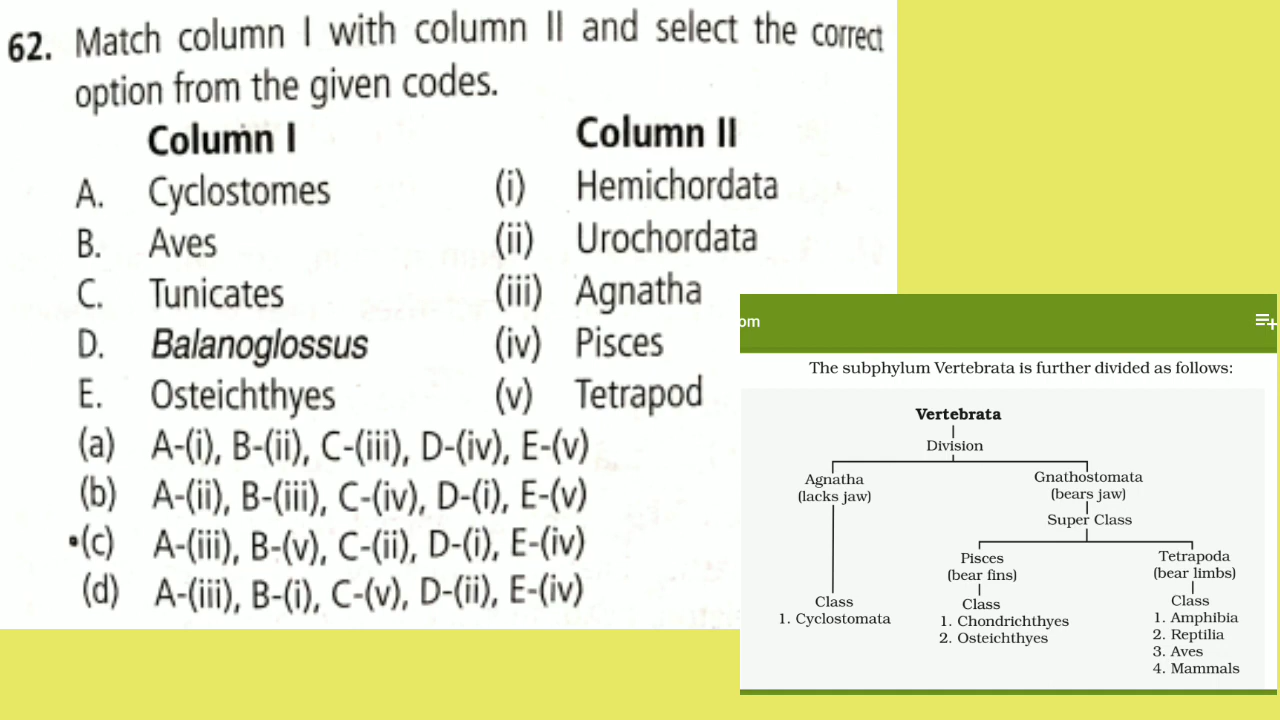 62. Match column I with column II and select the correct
option from the given codes.
Column I Column II
A. Cyclostomes (i) Hemichordata
B. Aves (ii) Urochordata
C. Tunicates (iii) Agnatha
D. Balanoglossus (iv) Pisces
E. Osteichthyes (v) Tetrapod
(a) A-(i), B-(ii), C-(iii), D-(iv), E-(v)
(b) A-(ii), B-(iii), C-(iv), D-(i), E-(v)
•(c) A-(iii), B-(v), C-(ii), D-(i), E-(iv)
(d) A-(iii), B-(i), C-(v), D-(ii), E-(iv)
om
The subphylum Vertebrata is further divided as follows:
Vertebrata
Division
Agnatha Gnathostomata
(lacks jaw) (bears jaw)
Super Class
Pisces Tetrapoda
(bear fins) (bear limbs)
Class Class Class
1. Cyclostomata 1. Chondrichthyes 1. Amphibia
2. Osteichthyes 2. Reptilia
3. Aves
4. Mammals